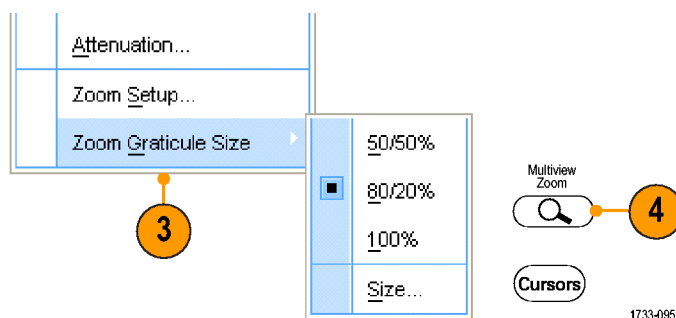 Attenuation...
Zoom Setup...
Zoom Graticule Size
50/50%
80/20%
100%
Size...
3
Multiview
Zoom
4
Cursors
1733-095